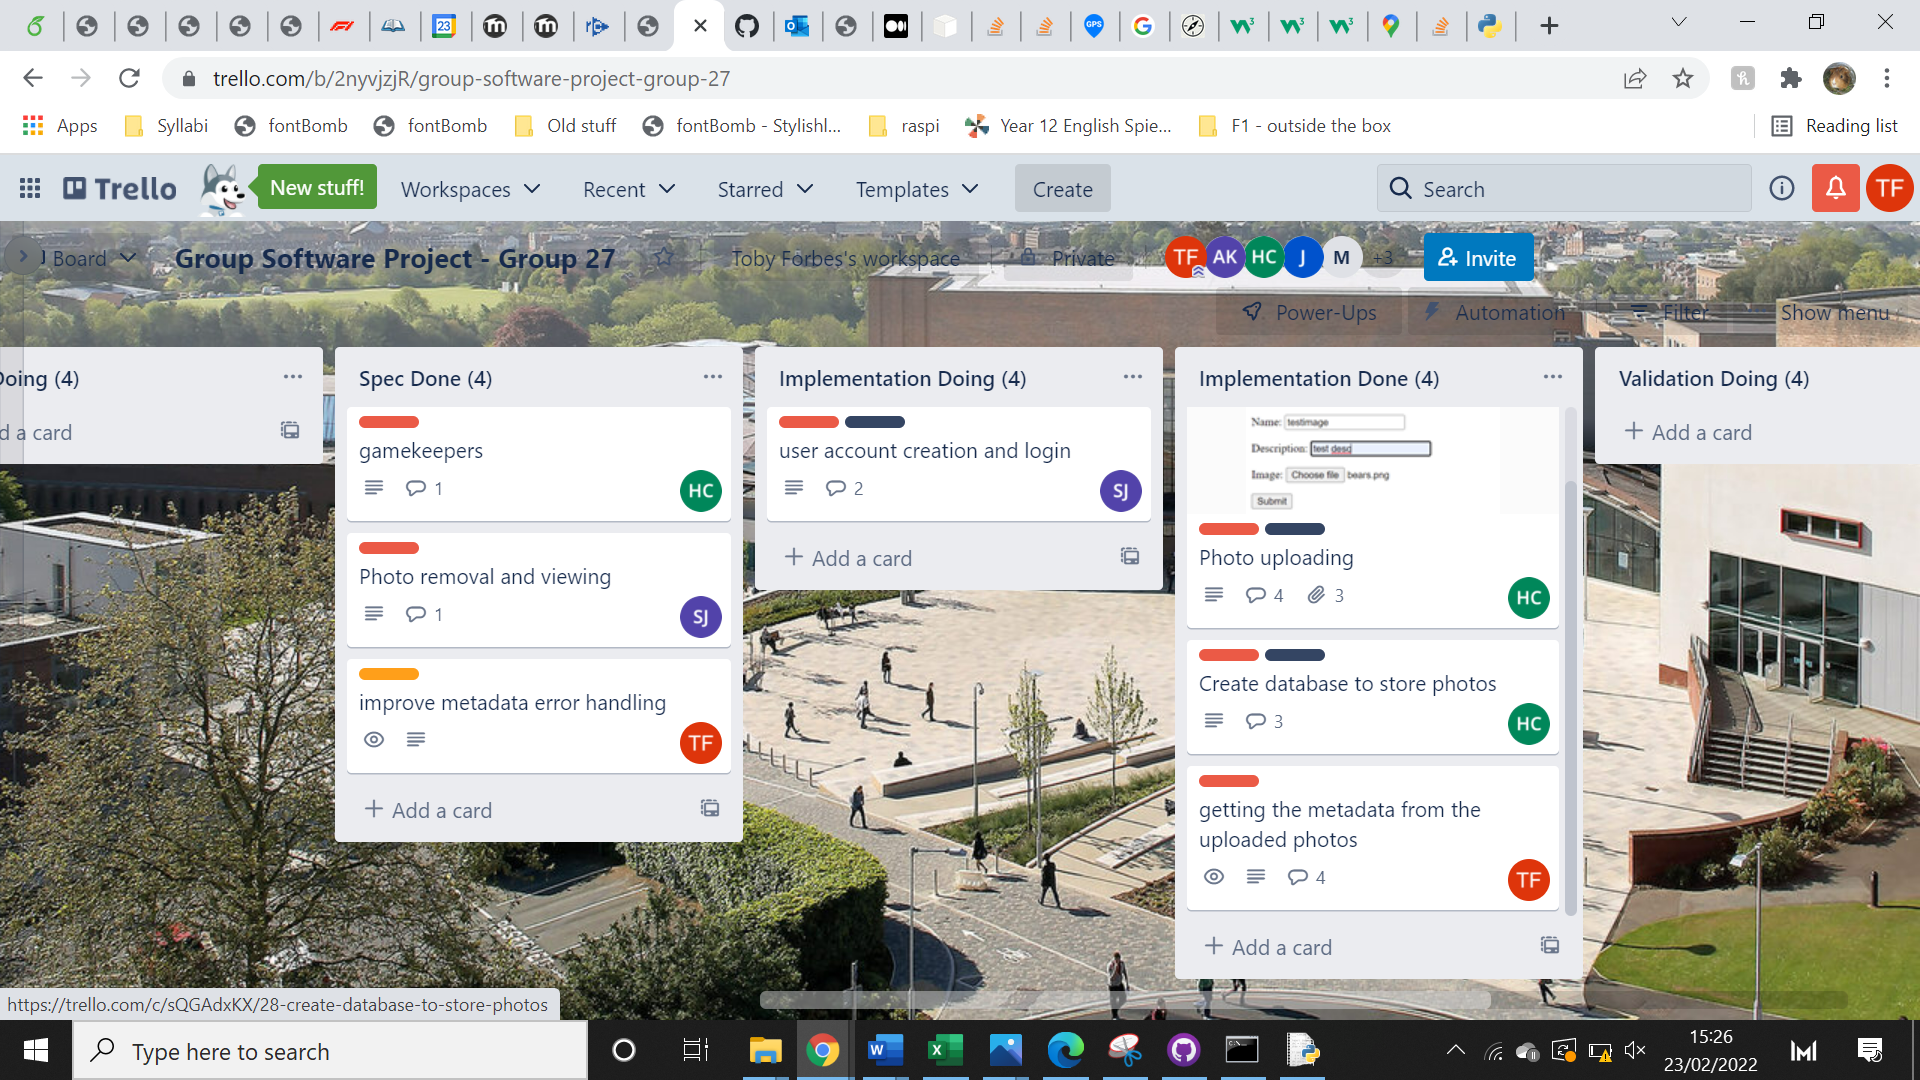 23
GPS
trello.com/b/2nyvjzjR/group-software-project-group-27
Apps
Syllabi
fontBomb
fontBomb
Old stuff
fontBomb - Stylishl...
raspi
Year 12 English Spie...
F1 - outside the box
Reading list
Trello
New stuff!
Workspaces
Recent
Starred
Templates
Create
Search
TF
Board
Group Software Project - Group 27
Toby Forbes's workspace
Private
TF
AK
HC
J
M
+3
Invite
Power-Ups
Automation
Filter
Show menu
Doing (4)
d a card
Spec Done (4)
gamekeepers
1
HC
Photo removal and viewing
1
SJ
improve metadata error handling
TF
+ Add a card
Implementation Doing (4)
user account creation and login
2
SJ
+ Add a card
Implementation Done (4)
Name: testimage
Description: test desd
Image: Choose file bears.png
Submit
Photo uploading
4
3
HC
Create database to store photos
3
HC
getting the metadata from the
uploaded photos
4
TF
+ Add a card
Validation Doing (4)
+ Add a card
https://trello.com/c/sQGAdxKX/28-create-database-to-store-photos
Type here to search
15:26
23/02/2022